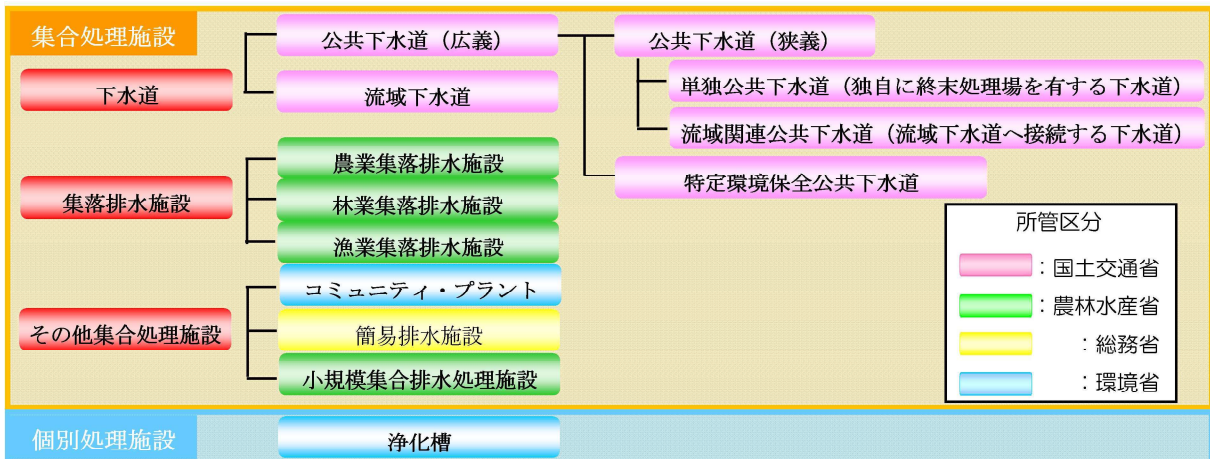 集合処理施設
公共下水道（広義）
公共下水道（狭義）
下水道
流域下水道
単独公共下水道（独自に終末処理場を有する下水道）
流域関連公共下水道（流域下水道へ接続する下水道）
特定環境保全公共下水道
集落排水施設
農業集落排水施設
林業集落排水施設
漁業集落排水施設
その他集合処理施設
コミュニティ・プラント
簡易排水施設
小規模集合排水処理施設
所管区分
：国土交通省
：農林水産省
：総務省
：環境省
個別処理施設
浄化槽